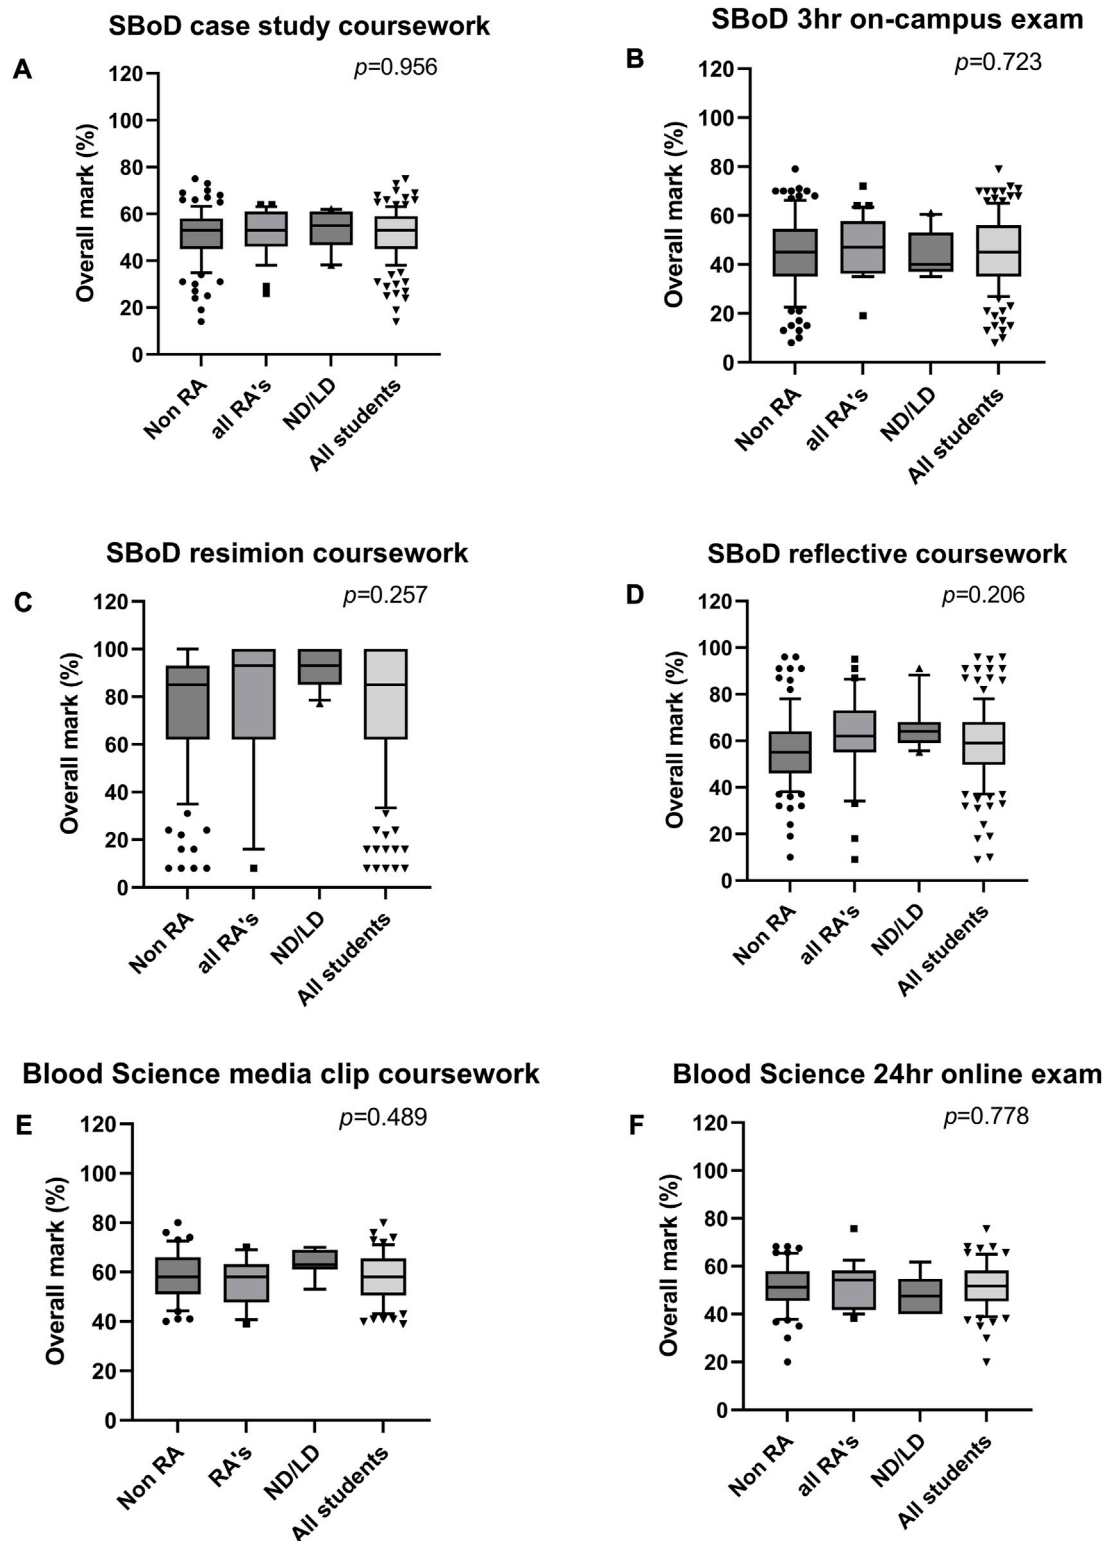 SBoD case study coursework
A
p=0.956
Overall mark (%)
120
100
80
60
40
20
0
Non RA
all RA's
ND/LD
All students
SBoD 3hr on-campus exam
B
p=0.723
Overall mark (%)
120
100
80
60
40
20
0
Non RA
all RA's
ND/LD
All students
SBoD resimion coursework
C
p=0.257
Overall mark (%)
120
100
80
60
40
20
0
Non RA
all RA's
ND/LD
All students
SBoD reflective coursework
D
p=0.206
Overall mark (%)
120
100
80
60
40
20
0
Non RA
all RA's
ND/LD
All students
Blood Science media clip coursework
E
p=0.489
Overall mark (%)
120
100
80
60
40
20
0
Non RA
RA's
ND/LD
All students
Blood Science 24hr online exam
F
p=0.778
Overall mark (%)
120
100
80
60
40
20
0
Non RA
all RA's
ND/LD
All students